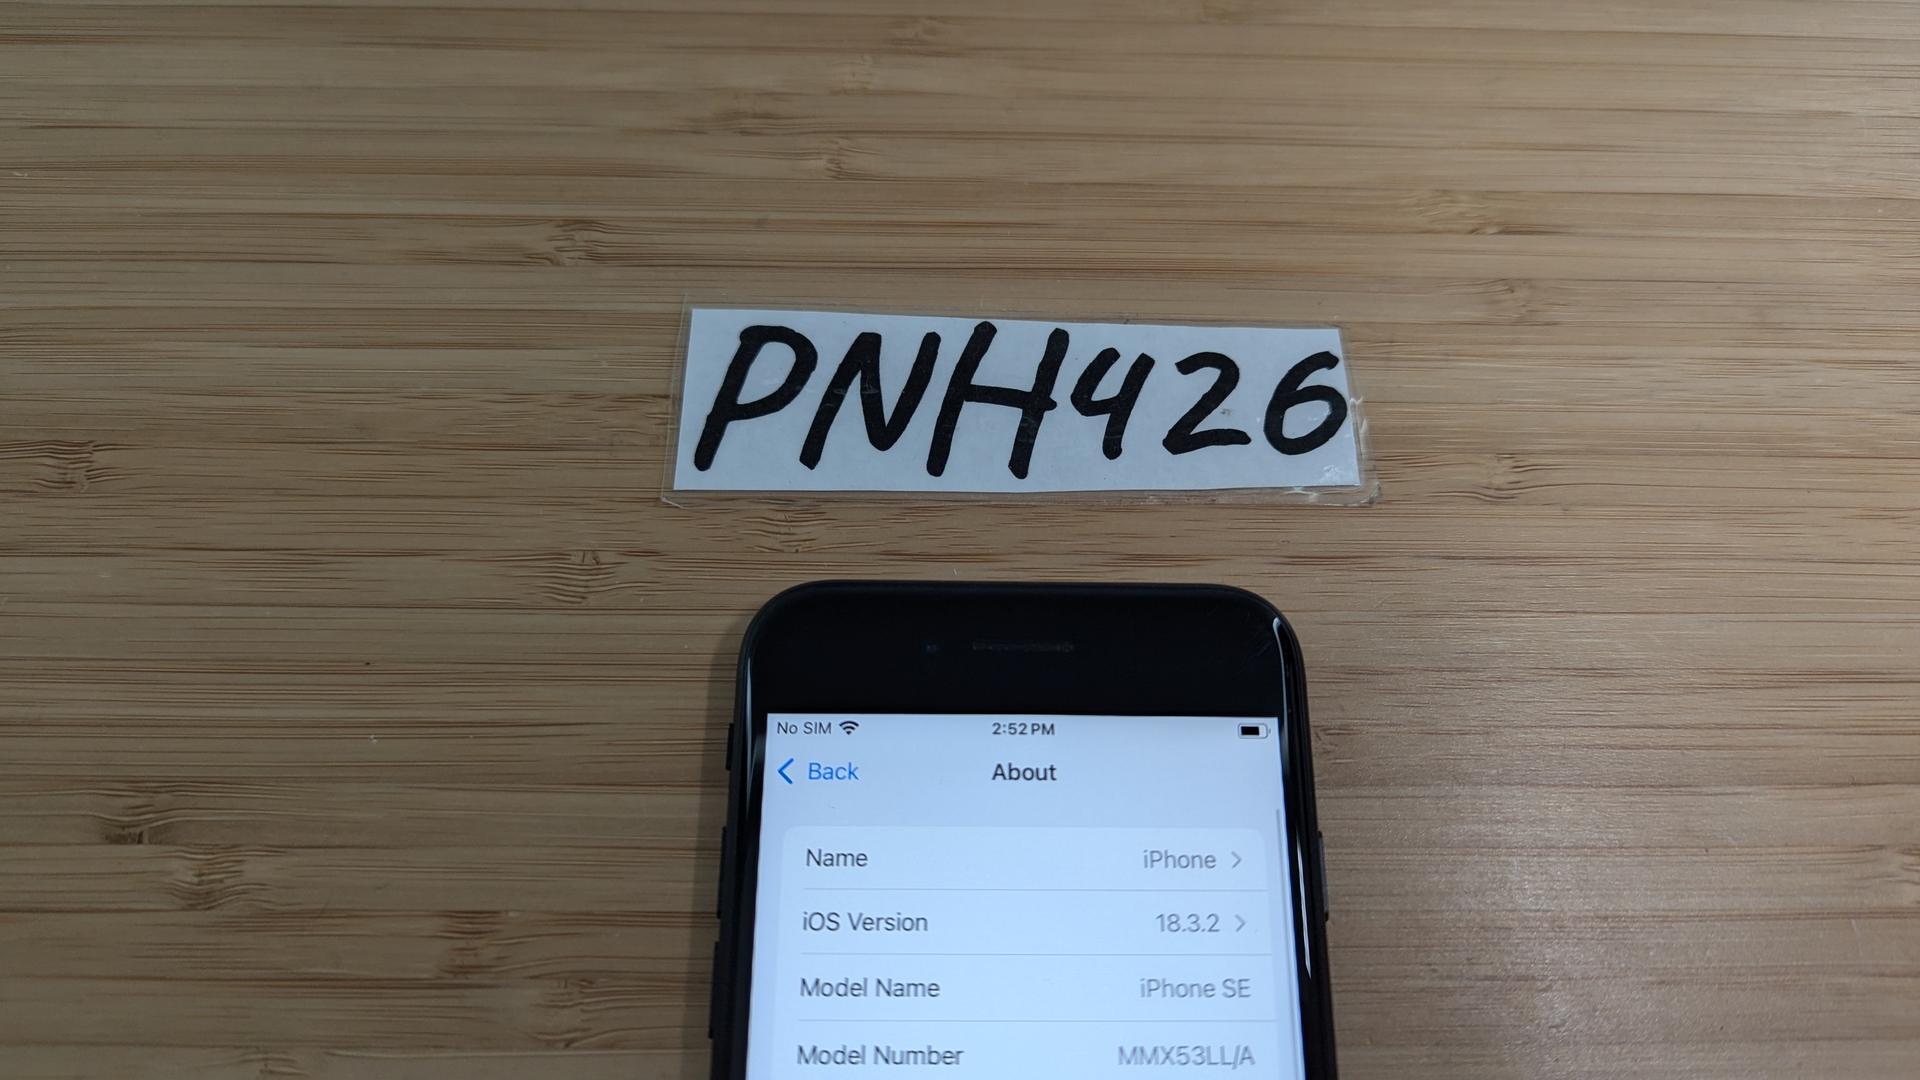 PNH426
No SIM 2:52 PM
Back About
Name iPhone
iOS Version 18.3.2
Model Name iPhone SE
Model Number MMX53LL/A